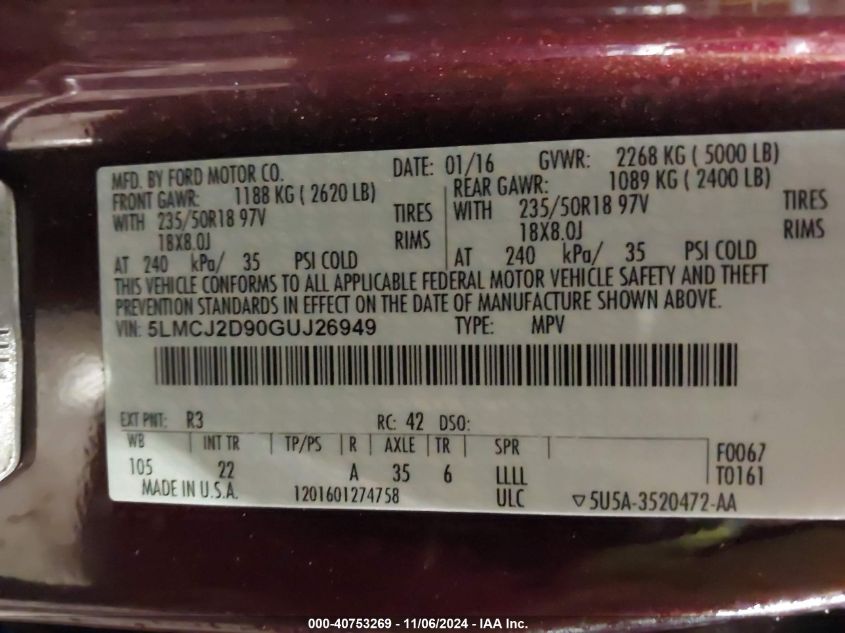 MFD. BY FORD MOTOR CO. DATE: 01/16 GVWR: 2268 KG ( 5000 LB)
FRONT GAWR: 1188 KG ( 2620 LB) REAR GAWR: 1089 KG ( 2400 LB)
WITH 235/50R18 97V TIRES WITH 235/50R18 97V TIRES
18X8.0J RIMS 18X8.0J RIMS
AT 240 kPa/ 35 PSI COLD AT 240 kPa/ 35 PSI COLD
THIS VEHICLE CONFORMS TO ALL APPLICABLE FEDERAL MOTOR VEHICLE SAFETY AND THEFT
PREVENTION STANDARDS IN EFFECT ON THE DATE OF MANUFACTURE SHOWN ABOVE.
VIN: 5LMCJ2D90GUJ26949 TYPE: MPV
EXT PNT: R3 RC: 42 DSO:
WB INT TR TP/PS R AXLE TR SPR F0067
105 22 A 35 6 LLLL T0161
MADE IN U.S.A. 1201601274758 ULC ▽5U5A-3520472-AA
000-40753269 - 11/06/2024 - IAA Inc.